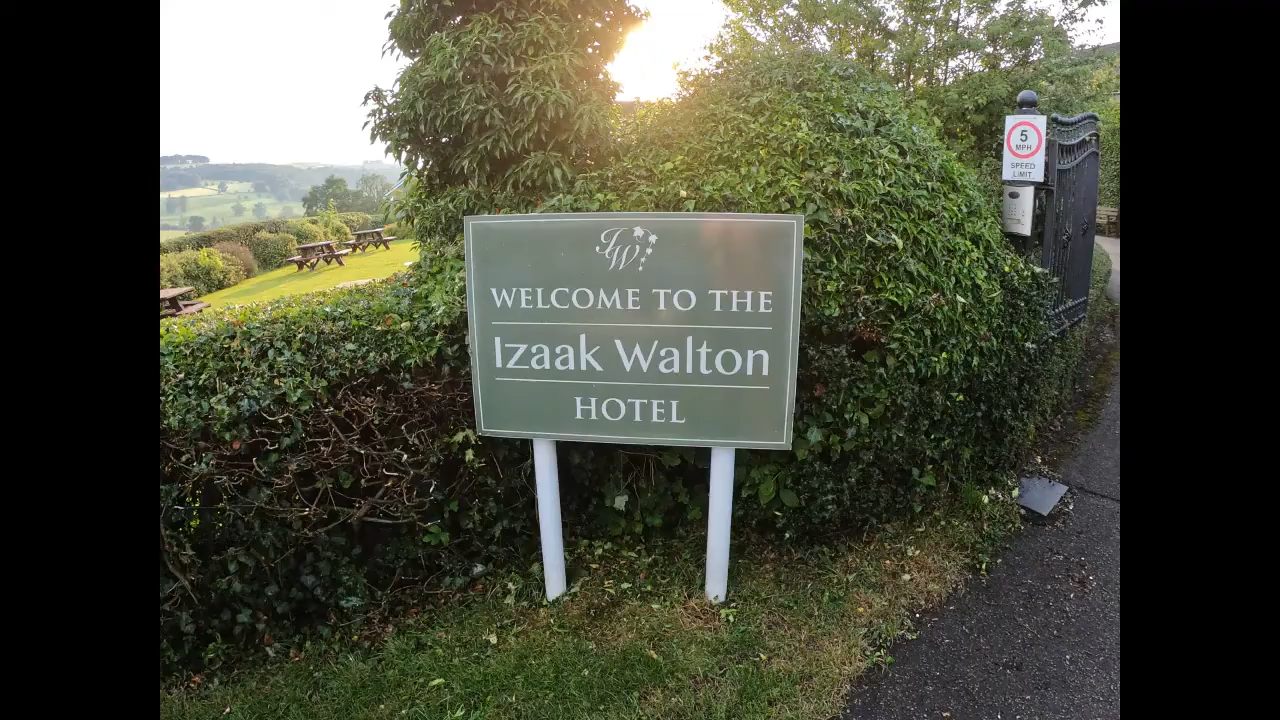 IW
WELCOME TO THE
Izaak Walton
HOTEL
5
MPH
SPEED
LIMIT